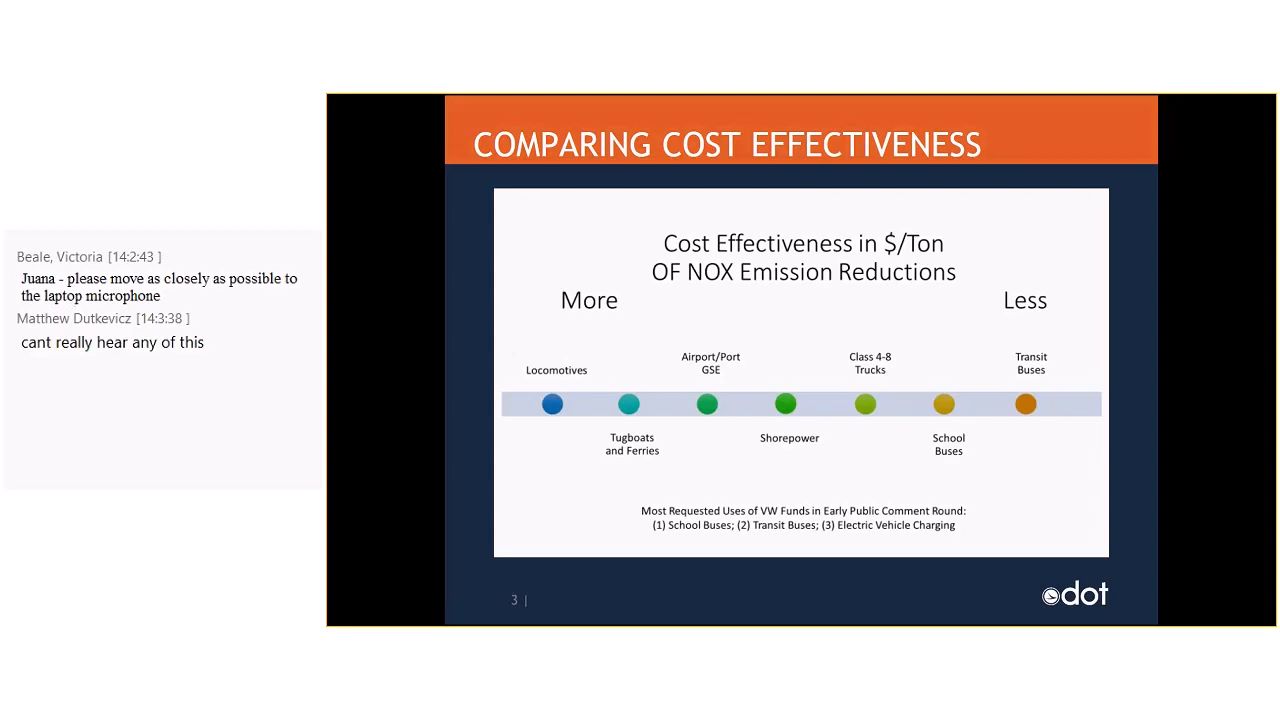 Beale, Victoria [14:2:43 ]
Juana - please move as closely as possible to
the laptop microphone
Matthew Dutkevicz [14:3:38 ]
cant really hear any of this
COMPARING COST EFFECTIVENESS
Cost Effectiveness in $/Ton
OF NOX Emission Reductions
More
Less
Locomotives
Tugboats
and Ferries
Airport/Port
GSE
Shorepower
Class 4-8
Trucks
School
Buses
Transit
Buses
Most Requested Uses of VW Funds in Early Public Comment Round:
(1) School Buses; (2) Transit Buses; (3) Electric Vehicle Charging
3 |
dot